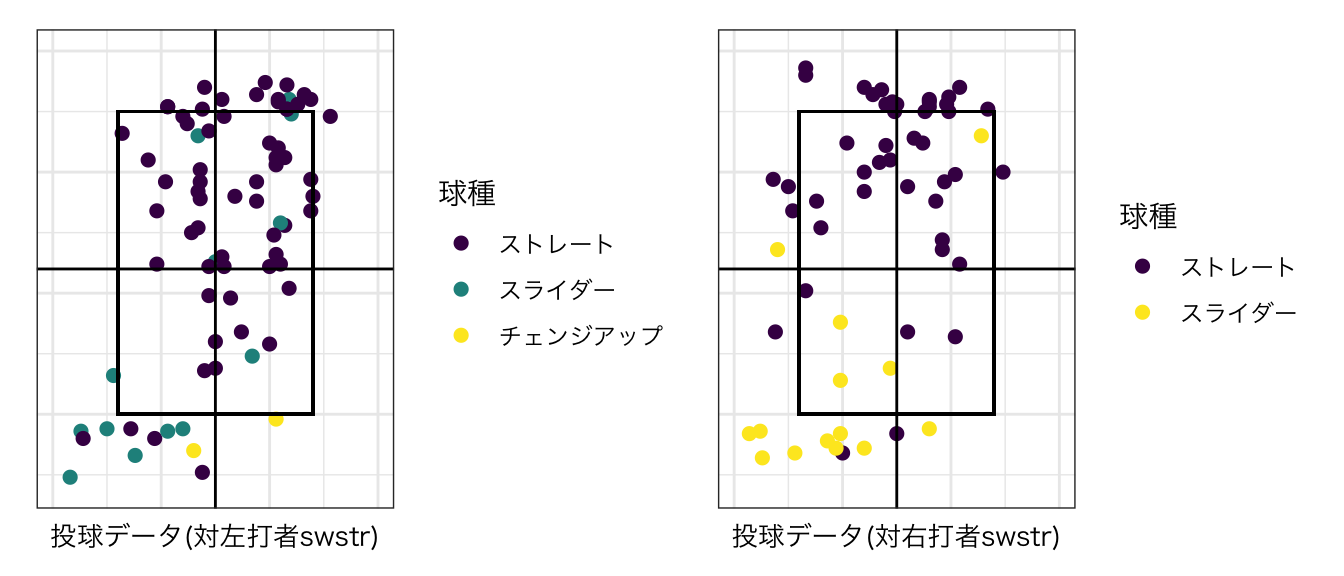 球種
ストレート
スライダー
チェンジアップ
投球データ(対左打者swstr)
球種
ストレート
スライダー
投球データ(対右打者swstr)